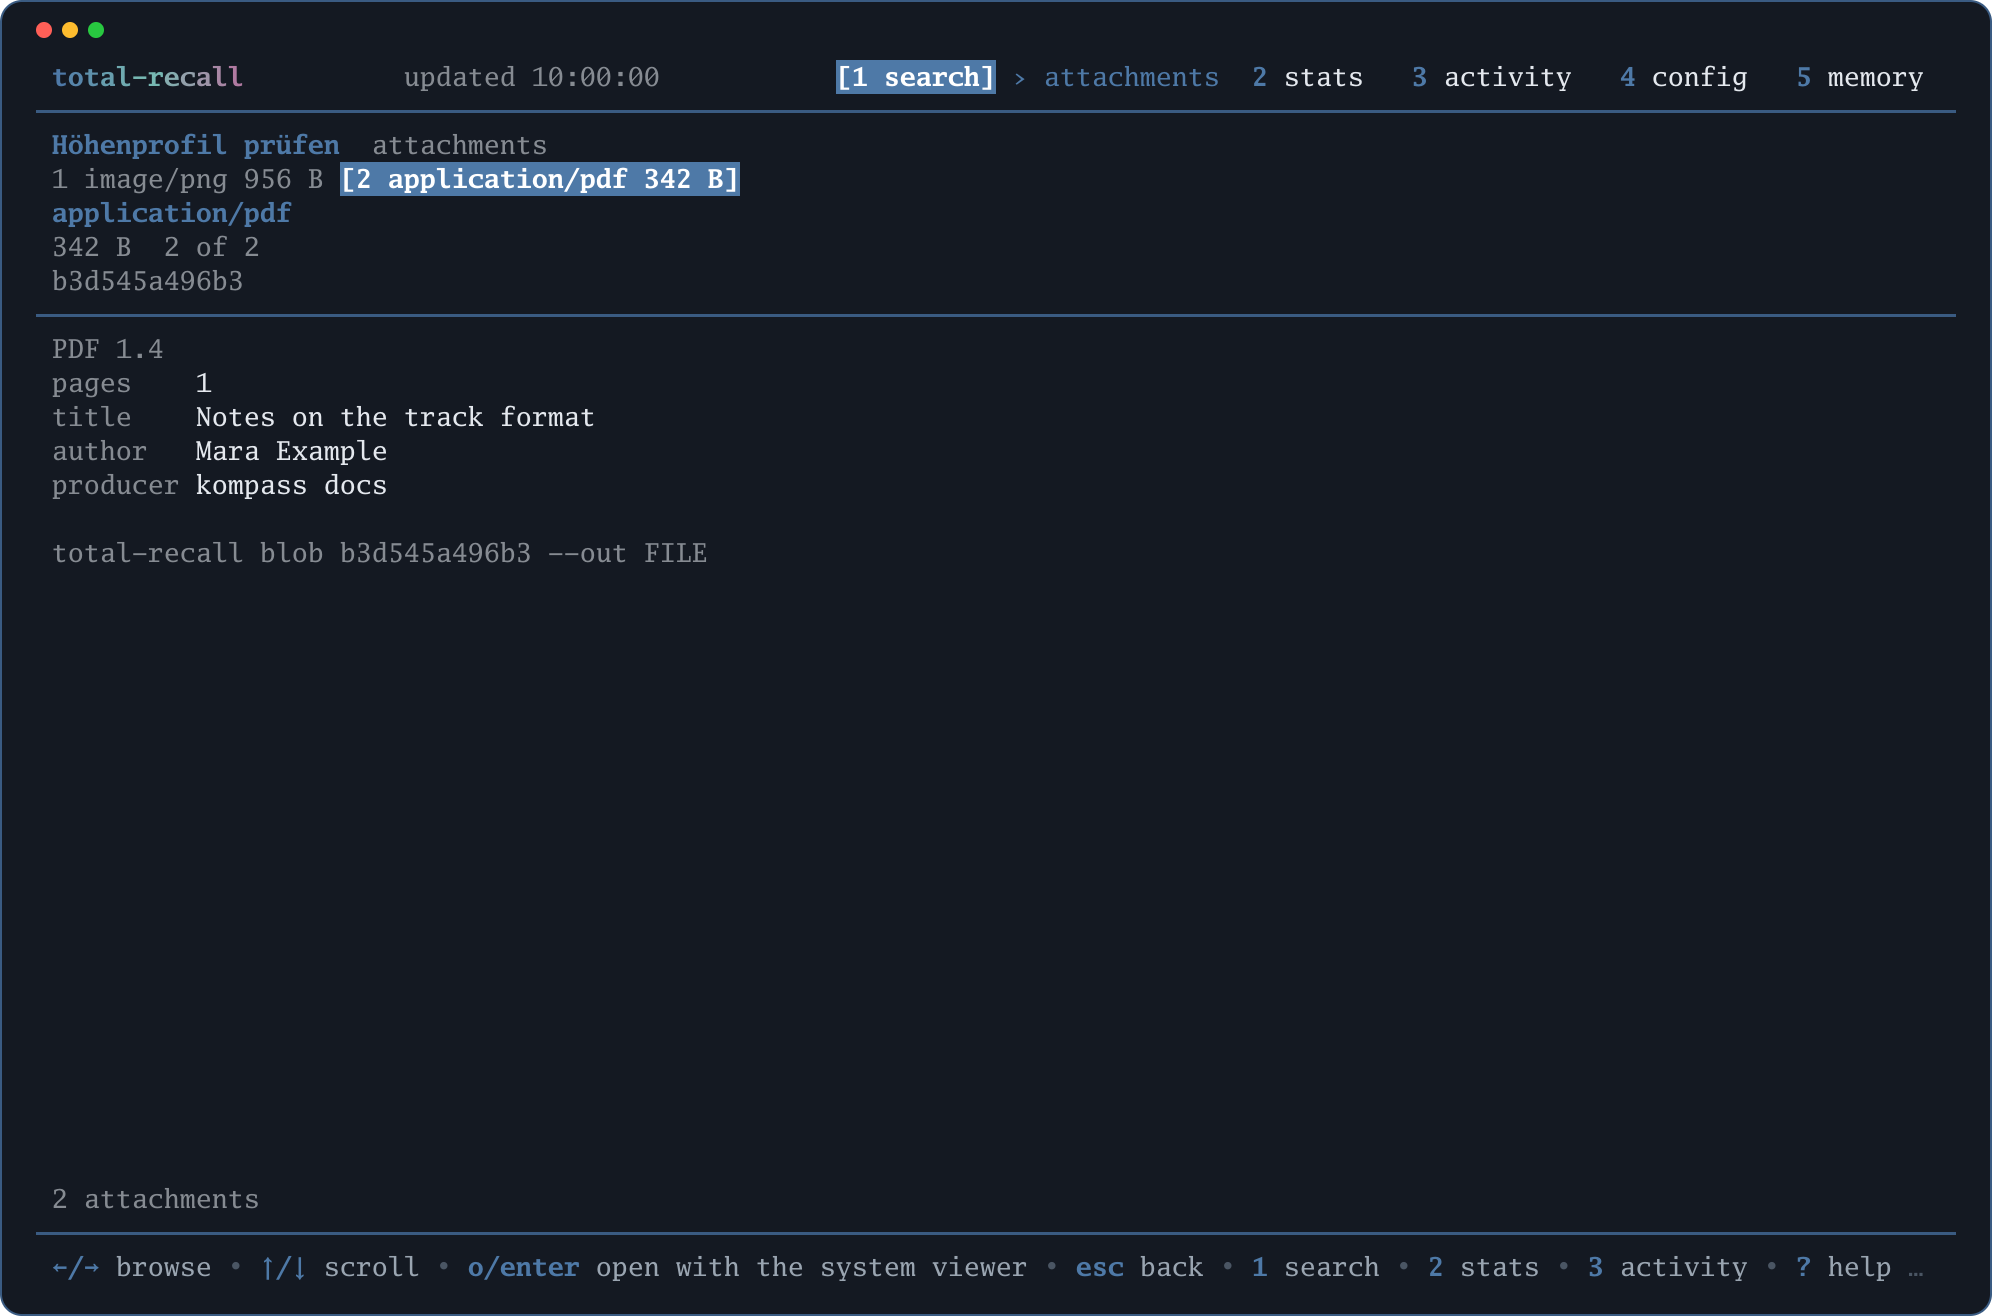 total-recall updated 10:00:00 [1 search] › attachments 2 stats 3 activity 4 config 5 memory
Höhenprofil prüfen attachments
1 image/png 956 B [2 application/pdf 342 B]
application/pdf
342 B 2 of 2
b3d545a496b3
PDF 1.4
pages 1
title Notes on the track format
author Mara Example
producer kompass docs
total-recall blob b3d545a496b3 --out FILE
2 attachments
←/→ browse • ↑/↓ scroll • o/enter open with the system viewer • esc back • 1 search • 2 stats • 3 activity • ? help …